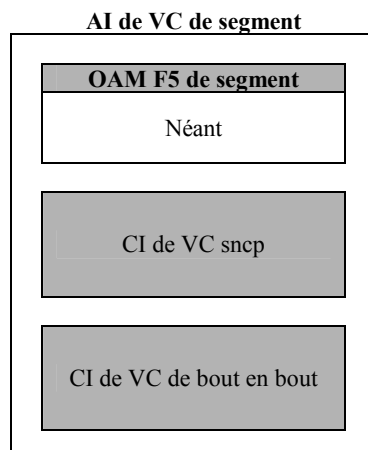 AI de VC de segment
OAM F5 de segment
Néant
CI de VC sncp
CI de VC de bout en bout